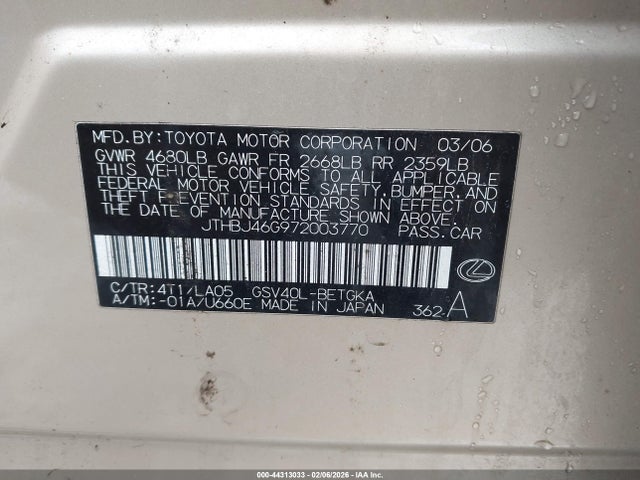 MFD.BY:TOYOTA MOTOR CORPORATION 03/06
GVWR 4680LB GAWR FR 2668LB RR 2359LB
THIS VEHICLE CONFORMS TO ALL APPLICABLE
FEDERAL MOTOR VEHICLE SAFETY, BUMPER, AND
THEFT PREVENTION STANDARDS IN EFFECT ON
THE DATE OF MANUFACTURE SHOWN ABOVE.
JTHBJ46G972003770 PASS.CAR
C/TR:4T1/LA05 GSV40L-BETGKA
A/TM:-01A/U660E MADE IN JAPAN 362-A
000-44313033 - 02/06/2026 - IAA Inc.